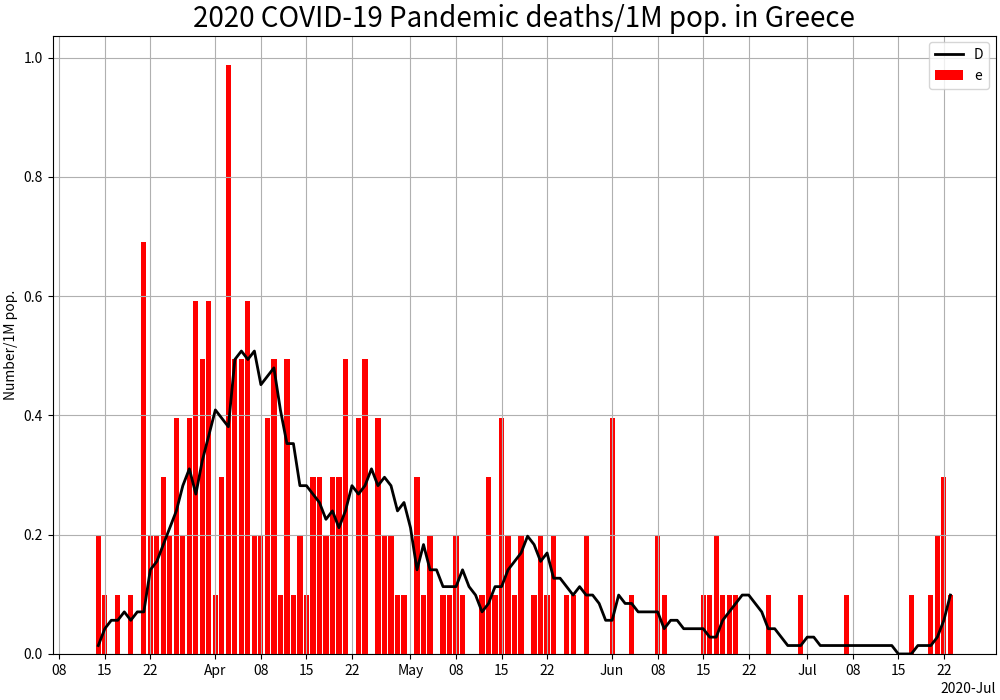 2020 COVID-19 Pandemic deaths/1M pop. in Greece
D
e
1.0
0.8
0.6
0.4
0.2
0.0
Number/1M pop.
08 15 22 Apr 08 15 22 May 08 15 22 Jun 08 15 22 Jul 08 15 22
2020-Jul